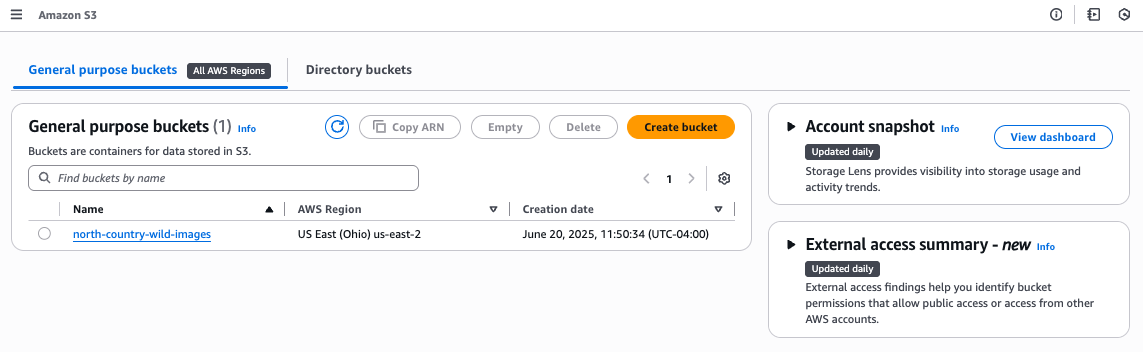 Amazon S3
General purpose buckets All AWS Regions Directory buckets
General purpose buckets (1) Info Copy ARN Empty Delete Create bucket
Buckets are containers for data stored in S3.
Find buckets by name 1
Name AWS Region Creation date
north-country-wild-images US East (Ohio) us-east-2 June 20, 2025, 11:50:34 (UTC-04:00)
Account snapshot Info View dashboard
Updated daily
Storage Lens provides visibility into storage usage and
activity trends.
External access summary - new Info
Updated daily
External access findings help you identify bucket
permissions that allow public access or access from other
AWS accounts.